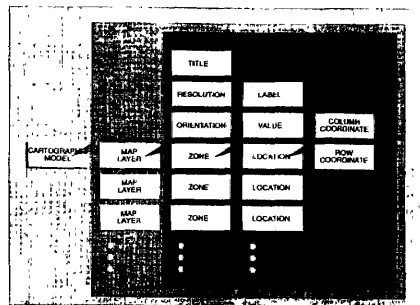 TITLE
RESOLUTION
LABEL
ORIENTATION
VALUE
COLUMN
COORDINATE
CARTOGRAPHIC
MODEL
MAP
LAYER
ZONE
LOCATION
ROW
COORDINATE
MAP
LAYER
ZONE
LOCATION
MAP
LAYER
ZONE
LOCATION